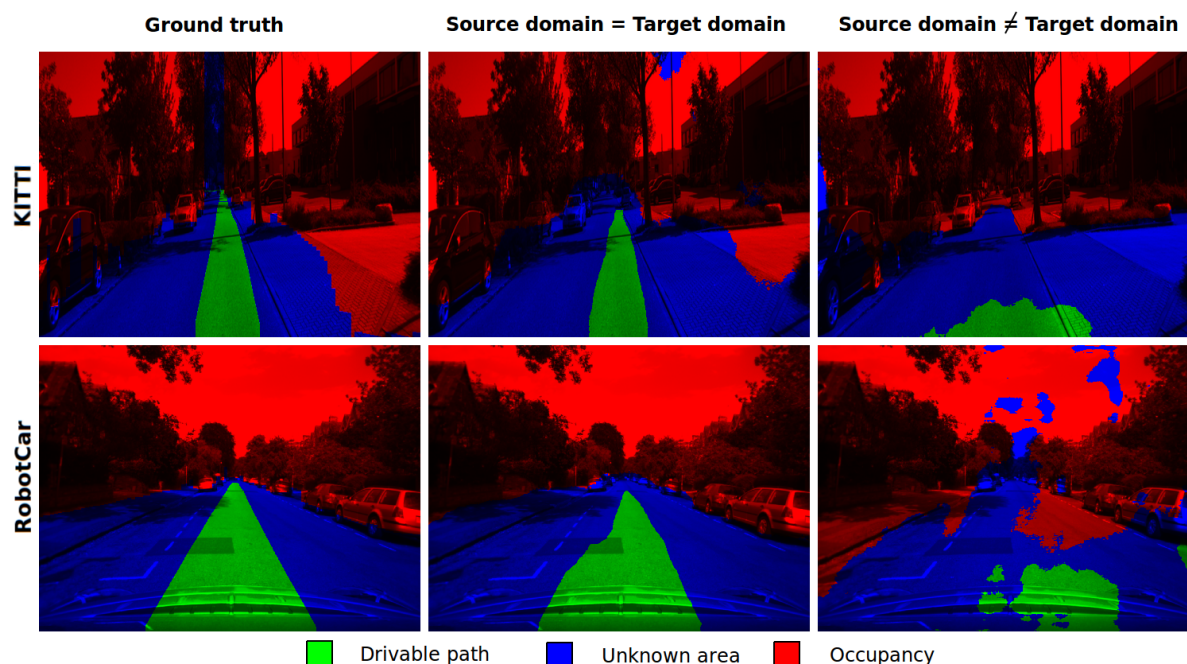 Ground truth
Source domain = Target domain
Source domain ≠ Target domain
KITTI
RobotCar
Drivable path
Unknown area
Occupancy